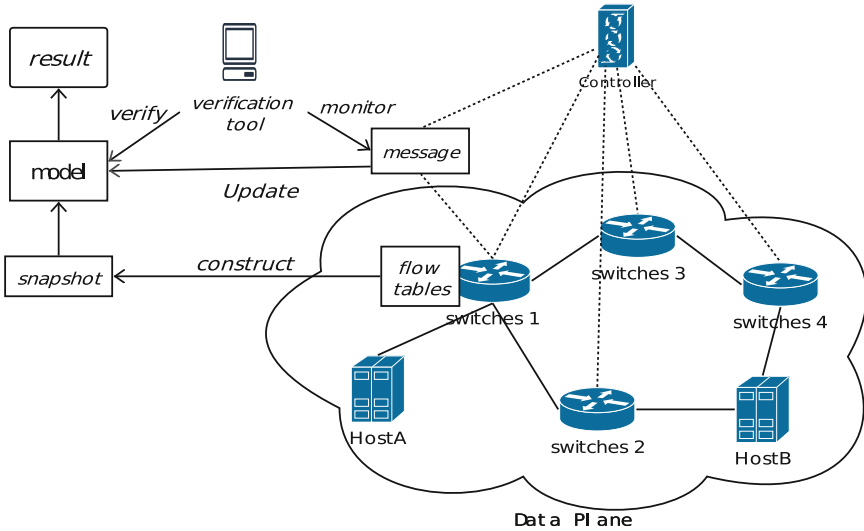 result
verification
tool
verify
monitor
Controller
message
model
Update
snapshot
construct
flow
tables
switches 1
switches 3
switches 4
HostA
switches 2
HostB
Data Plane